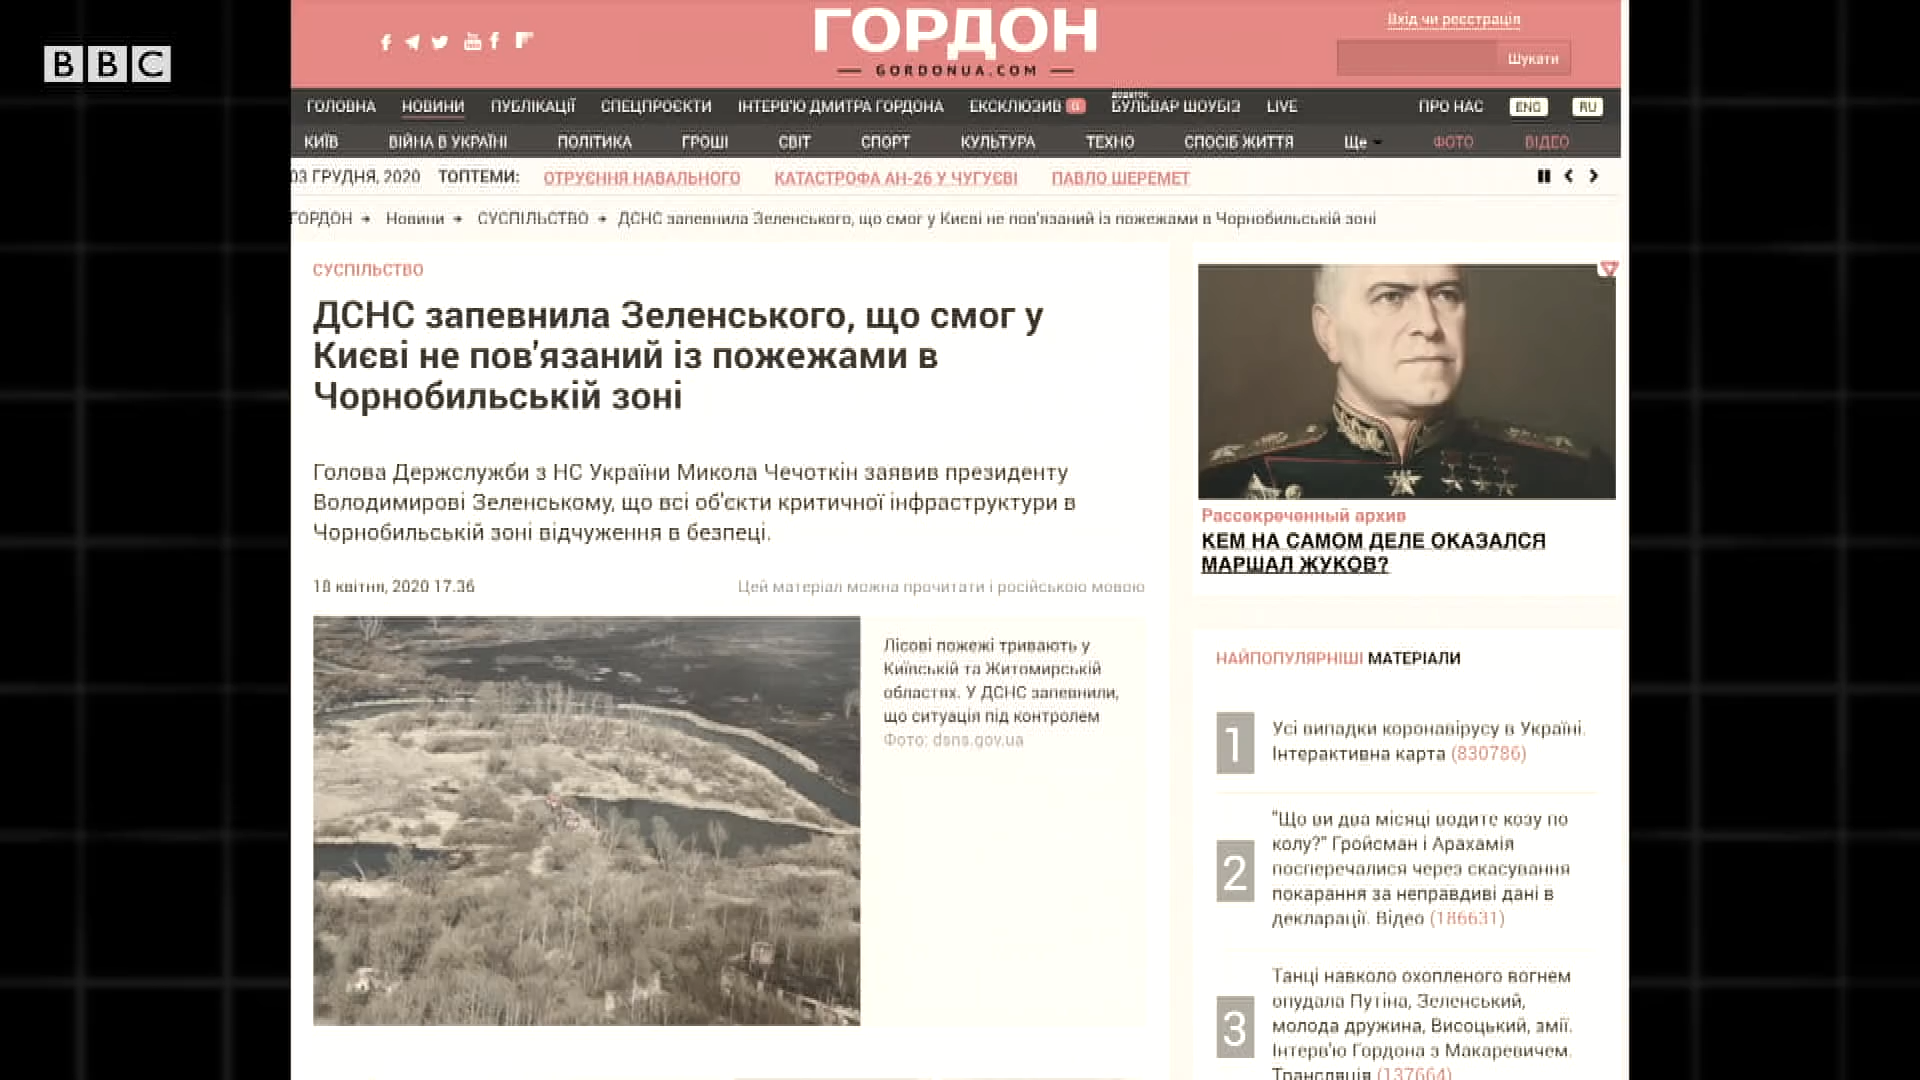 BBC
ГОРДОН
GORDONUA.COM
Вхід чи реєстрація
Шукати
ГОЛОВНА НОВИНИ ПУБЛІКАЦІЇ СПЕЦПРОЄКТИ ІНТЕРВ'Ю ДМИТРА ГОРДОНА ЕКСКЛЮЗИВ БУЛЬВАР ШОУБІЗ LIVE ПРО НАС ENG RU
КИЇВ ВІЙНА В УКРАЇНІ ПОЛІТИКА ГРОШІ СВІТ СПОРТ КУЛЬТУРА ТЕХНО СПОСІБ ЖИТТЯ Ще ФОТО ВІДЕО
03 ГРУДНЯ, 2020 ТОПТЕМИ: ОТРУЄННЯ НАВАЛЬНОГО КАТАСТРОФА АН-26 У ЧУГУЄВІ ПАВЛО ШЕРЕМЕТ
ГОРДОН → Новини → СУСПІЛЬСТВО → ДСНС запевнила Зеленського, що смог у Києві не пов'язаний із пожежами в Чорнобильській зоні
СУСПІЛЬСТВО
ДСНС запевнила Зеленського, що смог у
Києві не пов'язаний із пожежами в
Чорнобильській зоні
Голова Держслужби з НС України Микола Чечоткін заявив президенту
Володимирові Зеленському, що всі об'єкти критичної інфраструктури в
Чорнобильській зоні відчуження в безпеці.
18 квітня, 2020 17.36 Цей матеріал можна прочитати і російською мовою
Лісові пожежі тривають у
Київській та Житомирській
областях. У ДСНС запевнили,
що ситуація під контролем
Фото: dsns.gov.ua
Рассекреченный архив
КЕМ НА САМОМ ДЕЛЕ ОКАЗАЛСЯ
МАРШАЛ ЖУКОВ?
НАЙПОПУЛЯРНІШІ МАТЕРІАЛИ
1
Усі випадки коронавірусу в Україні.
Інтерактивна карта (830786)
2
"Що ви два місяці водите козу по
колу?" Гройсман і Арахамія
посперечалися через скасування
покарання за неправдиві дані в
декларації. Відео (186631)
3
Танці навколо охопленого вогнем
опудала Путіна, Зеленський,
молода дружина, Висоцький, змії.
Інтерв'ю Гордона з Макаревичем.
Трансляція (137664)